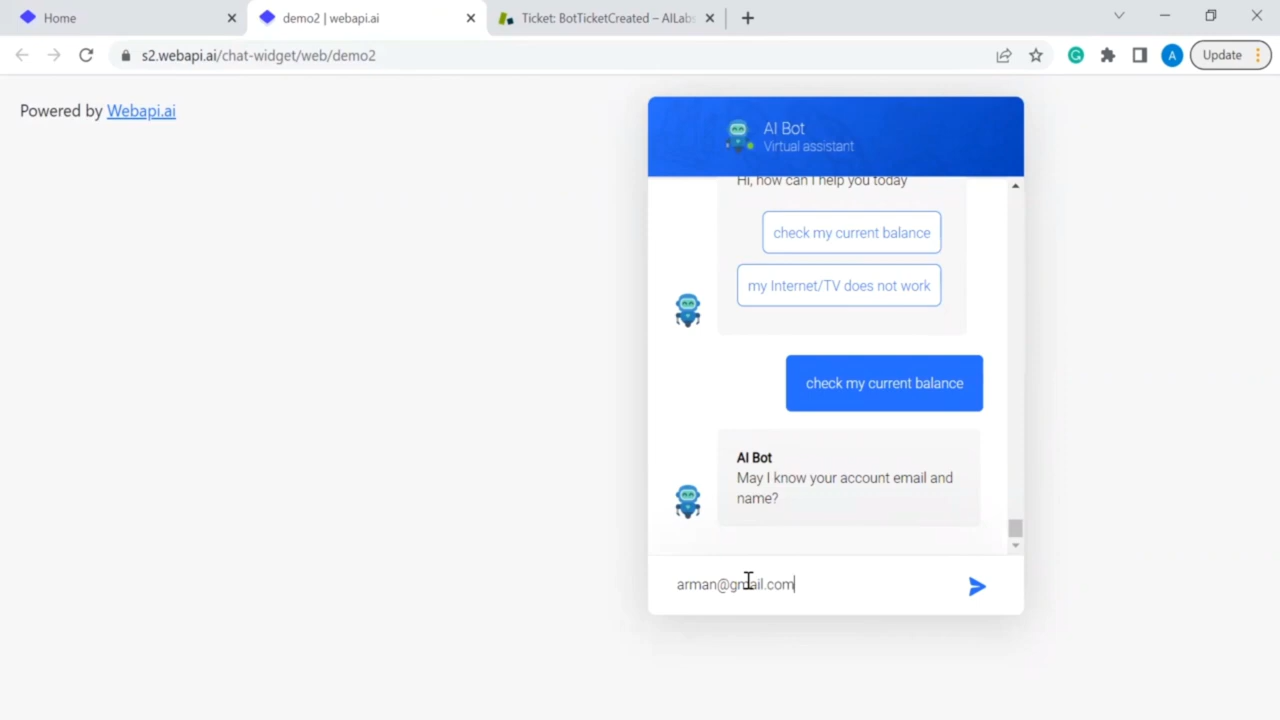 Home
demo2 | webapi.ai
Ticket: BotTicketCreated – AILabs
s2.webapi.ai/chat-widget/web/demo2
G
A
Update
Powered by Webapi.ai
AI Bot
Virtual assistant
Hi, how can I help you today
check my current balance
my Internet/TV does not work
check my current balance
AI Bot
May I know your account email and
name?
arman@gmail.com